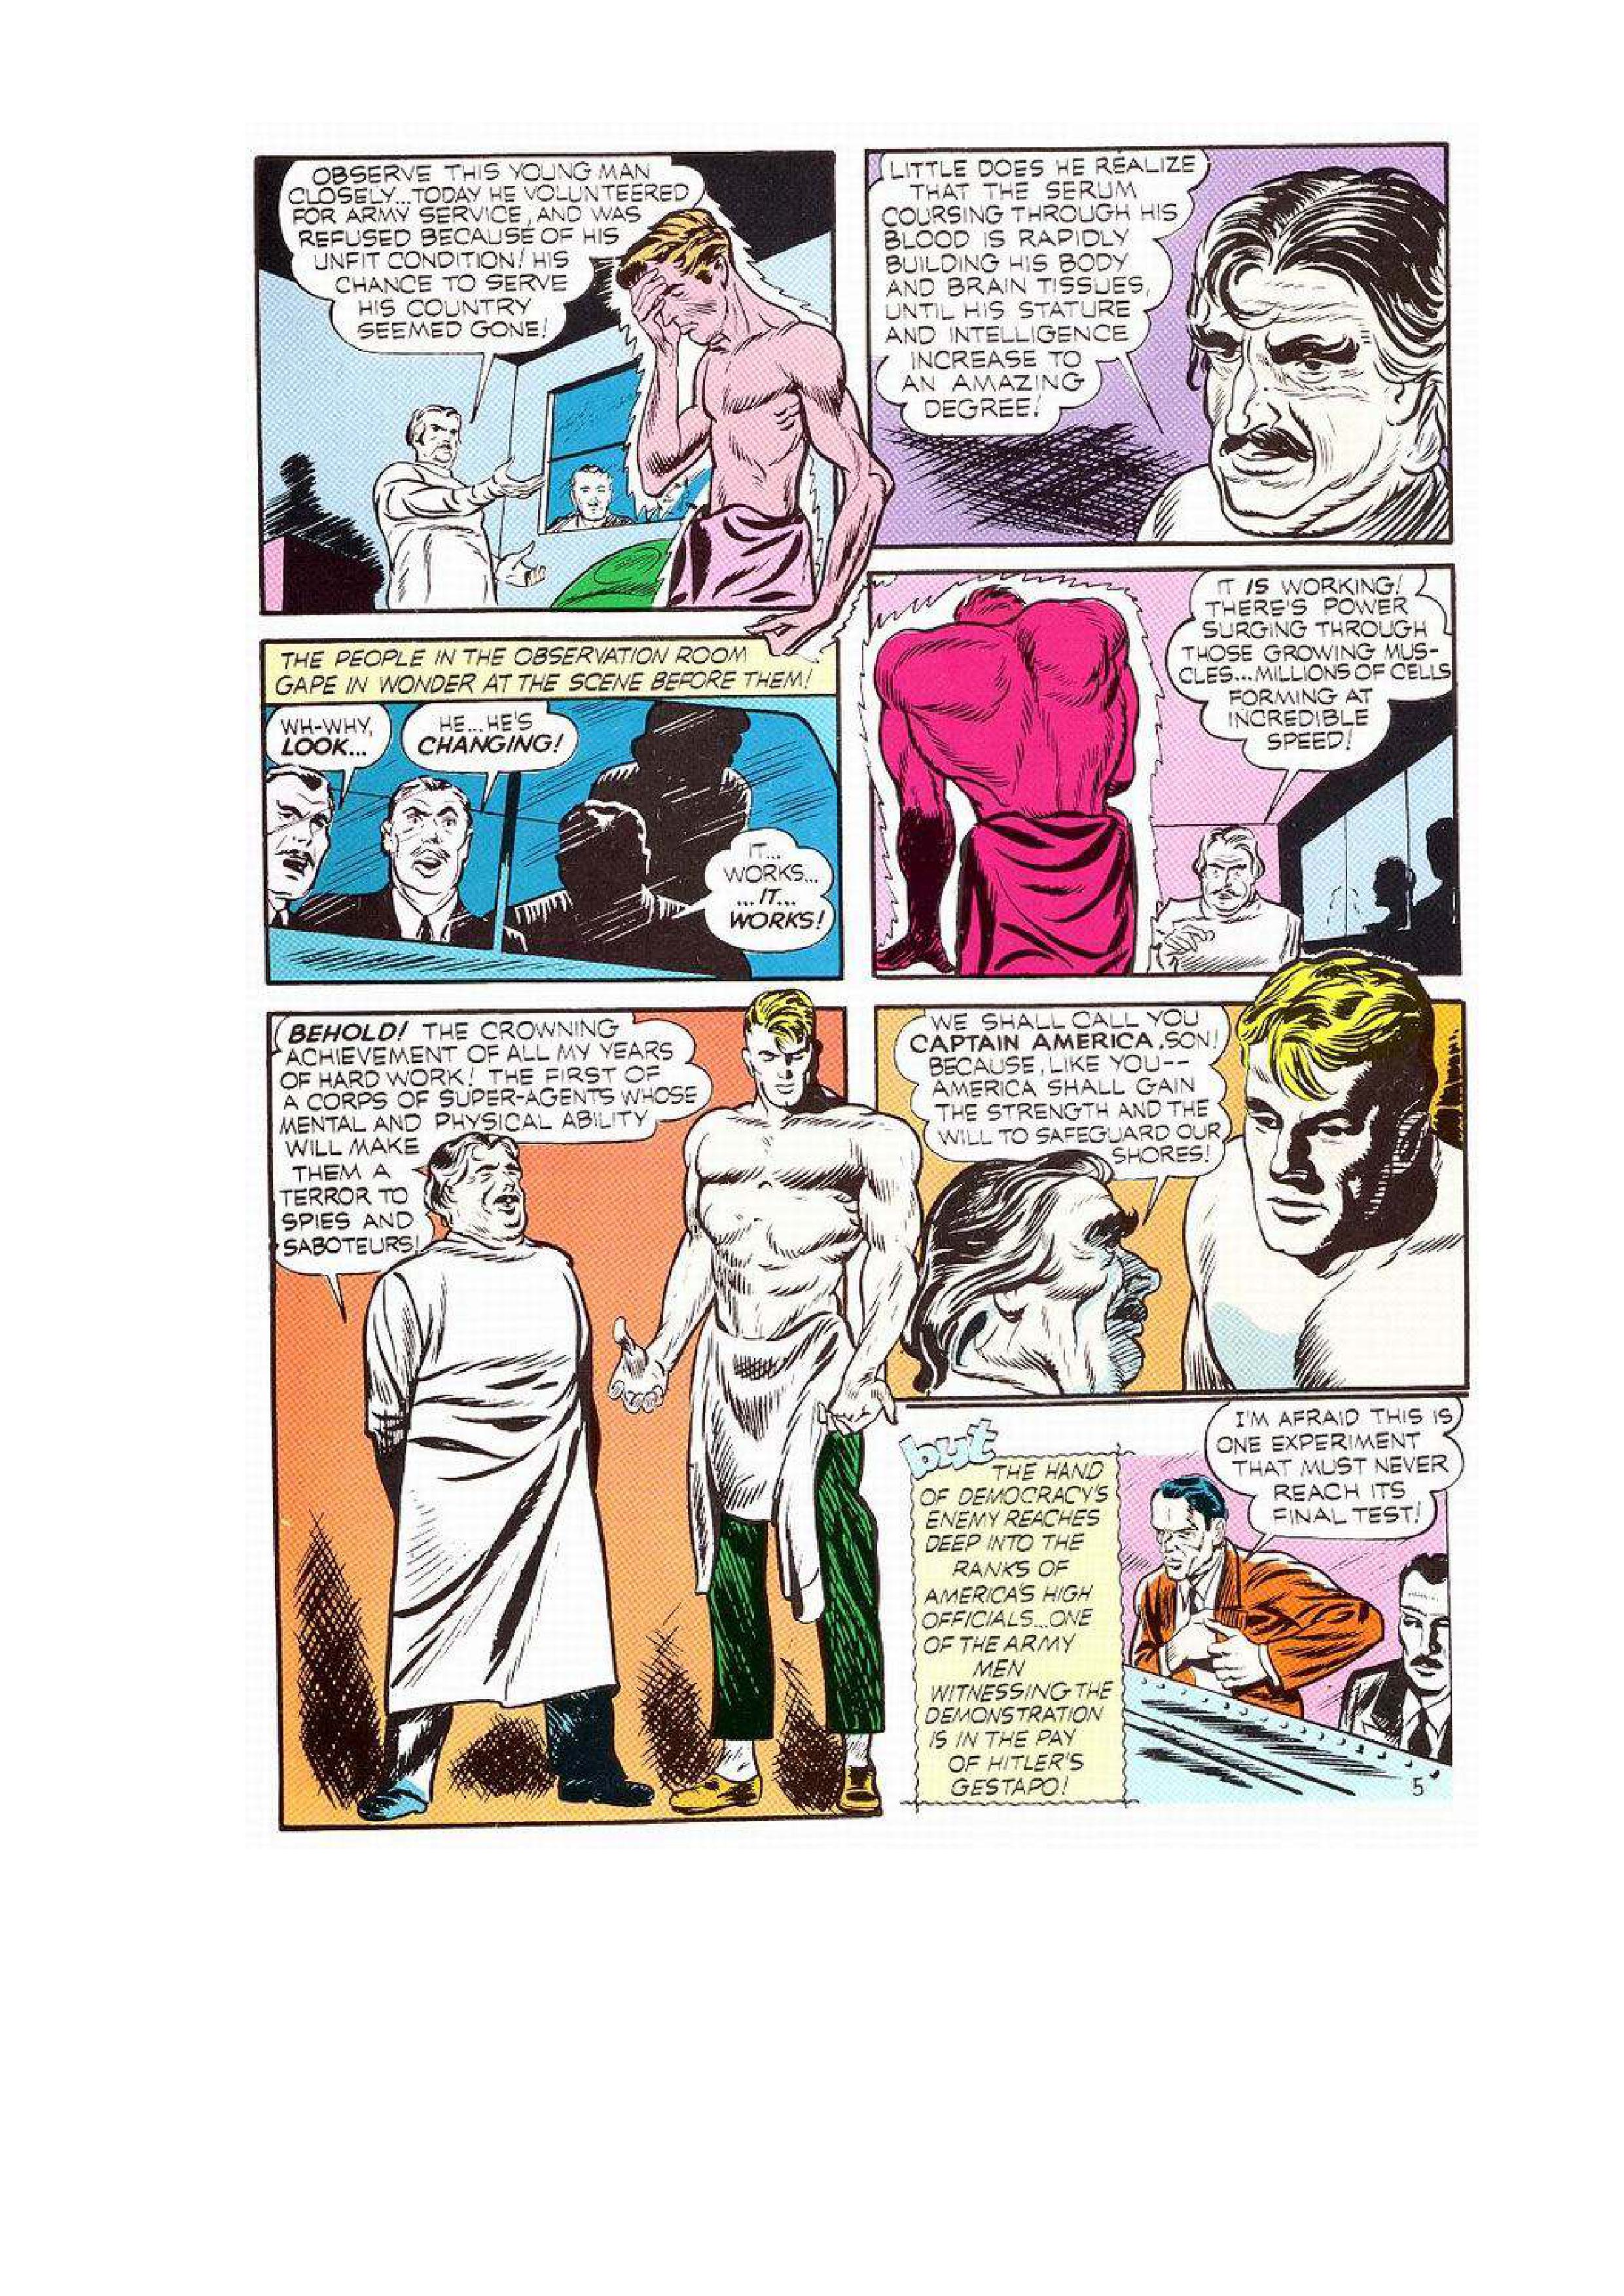 OBSERVE THIS YOUNG MAN
CLOSELY...TODAY HE VOLUNTEERED
FOR ARMY SERVICE, AND WAS
REFUSED BECAUSE OF HIS
UNFIT CONDITION! HIS
CHANCE TO SERVE
HIS COUNTRY
SEEMED GONE!
LITTLE DOES HE REALIZE
THAT THE SERUM
COURSING THROUGH HIS
BLOOD IS RAPIDLY
BUILDING HIS BODY
AND BRAIN TISSUES,
UNTIL HIS STATURE
AND INTELLIGENCE
INCREASE TO
AN AMAZING
DEGREE!
THE PEOPLE IN THE OBSERVATION ROOM
GAPE IN WONDER AT THE SCENE BEFORE THEM!
WH-WHY,
LOOK...
HE...HE'S
CHANGING!
IT...
WORKS...
...IT...
WORKS!
IT IS WORKING!
THERE'S POWER
SURGING THROUGH
THOSE GROWING MUS-
CLES...MILLIONS OF CELLS
FORMING AT
INCREDIBLE
SPEED!
BEHOLD! THE CROWNING
ACHIEVEMENT OF ALL MY YEARS
OF HARD WORK! THE FIRST OF
A CORPS OF SUPER-AGENTS WHOSE
MENTAL AND PHYSICAL ABILITY
WILL MAKE
THEM A
TERROR TO
SPIES AND
SABOTEURS!
WE SHALL CALL YOU
CAPTAIN AMERICA, SON!
BECAUSE, LIKE YOU--
AMERICA SHALL GAIN
THE STRENGTH AND THE
WILL TO SAFEGUARD OUR
SHORES!
but
THE HAND
OF DEMOCRACY'S
ENEMY REACHES
DEEP INTO THE
RANKS OF
AMERICA'S HIGH
OFFICIALS...ONE
OF THE ARMY
MEN
WITNESSING THE
DEMONSTRATION
IS IN THE PAY
OF HITLER'S
GESTAPO!
I'M AFRAID THIS IS
ONE EXPERIMENT
THAT MUST NEVER
REACH ITS
FINAL TEST!
5